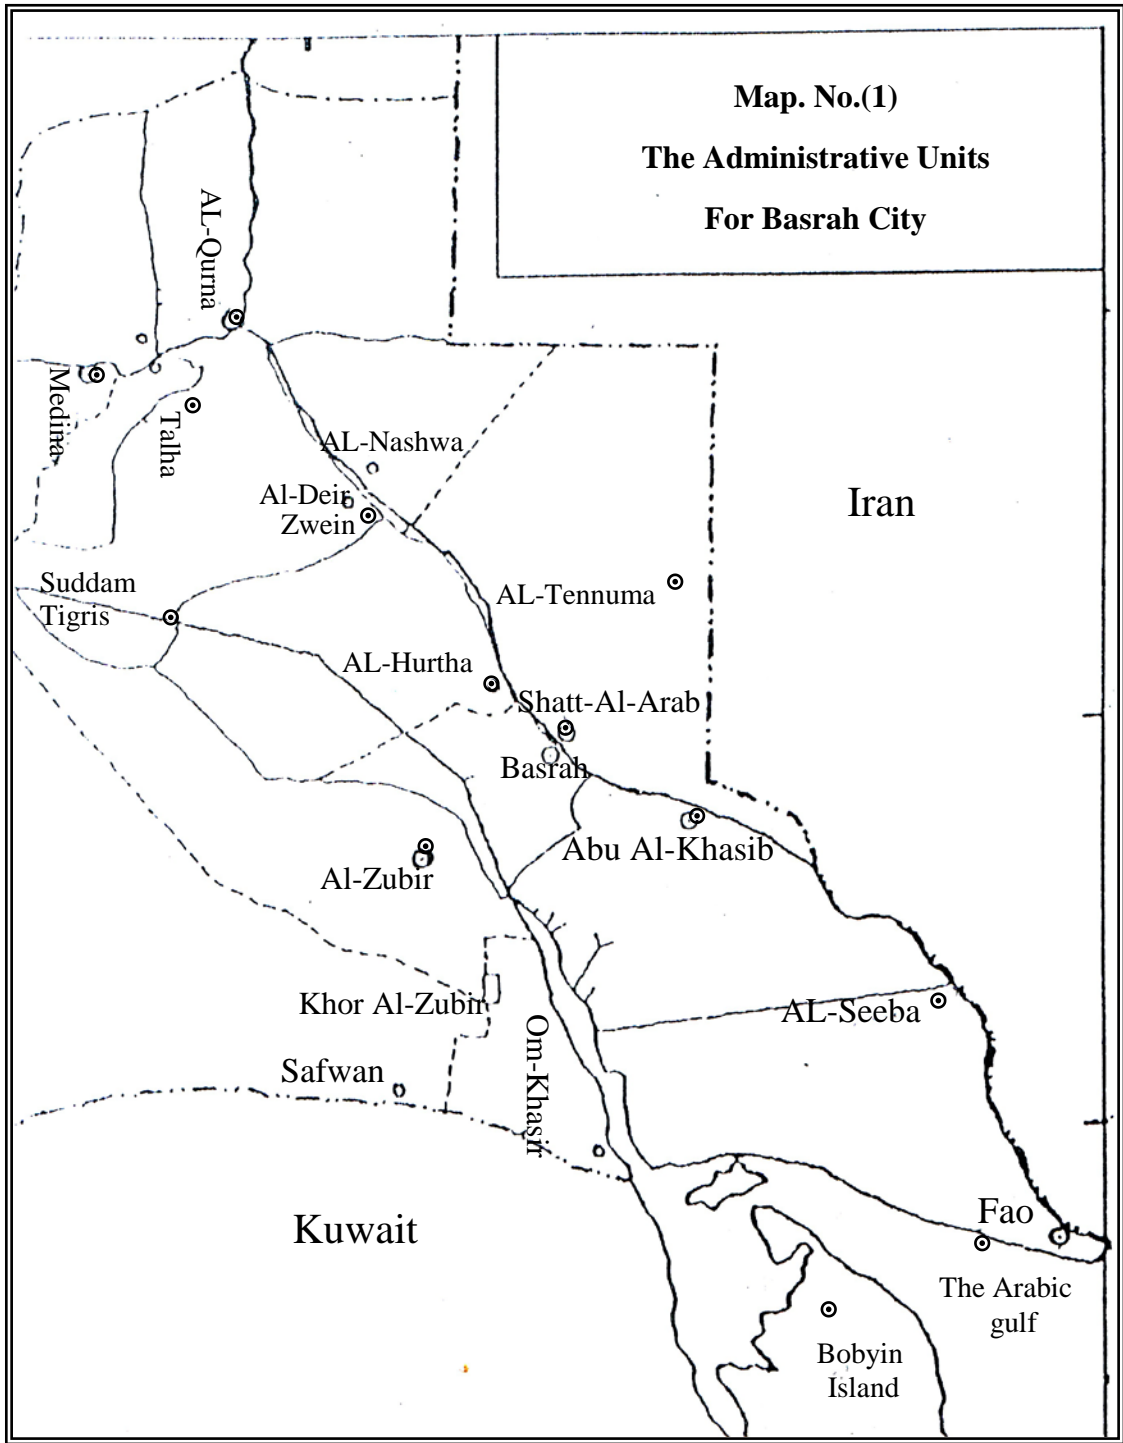 Map. No.(1)
The Administrative Units
For Basrah City
AL-Qurna
Medina
Talha
AL-Nashwa
Al-Deir
Zwein
Iran
Suddam
Tigris
AL-Tennuma
AL-Hurtha
Shatt-Al-Arab
Basrah
Abu Al-Khasib
Al-Zubir
Khor Al-Zubir
AL-Seeba
Om-Khasir
Safwan
Kuwait
Fao
The Arabic
gulf
Bobyin
Island